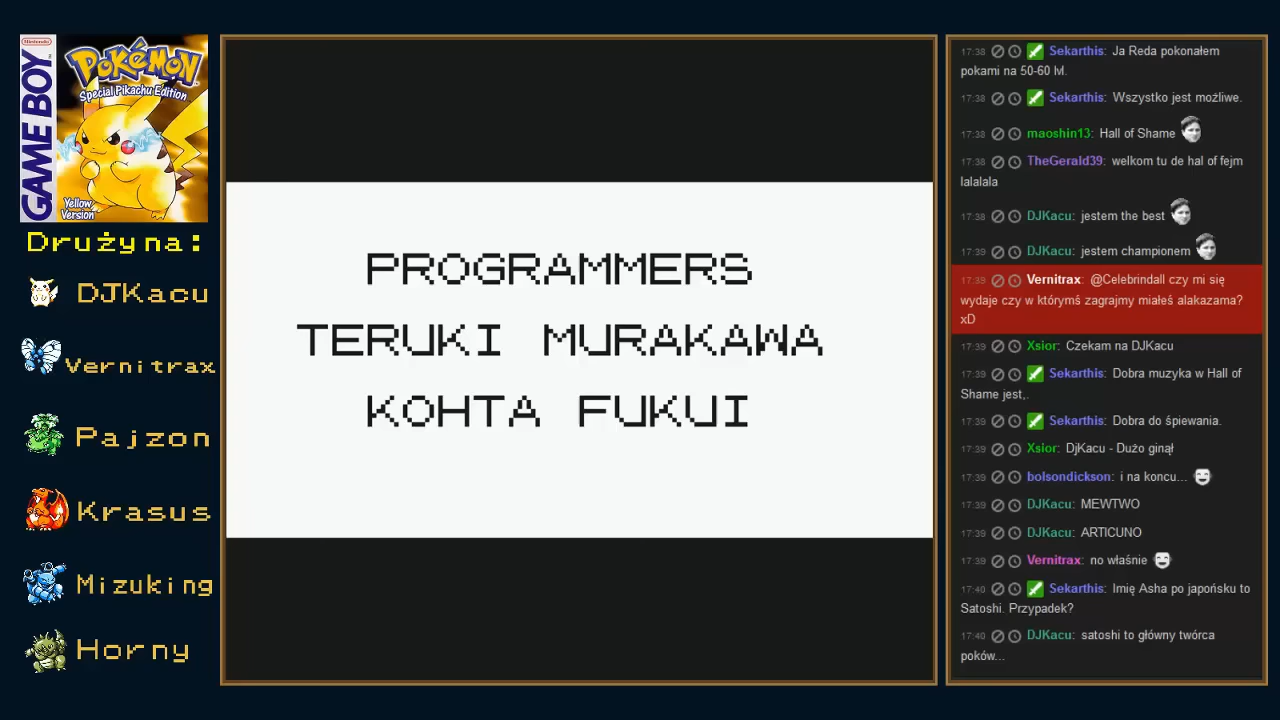 Nintendo
GAME BOY
POKéMON
Special Pikachu Edition
Yellow
Version
Drużyna:
DJKacu
Vernitrax
Pajzon
Krasus
Mizuking
Horny
PROGRAMMERS
TERUKI MURAKAWA
KOHTA FUKUI
17:38 Sekarthis: Ja Reda pokonałem
pokami na 50-60 lvl.
17:38 Sekarthis: Wszystko jest możliwe.
17:38 maoshin13: Hall of Shame
17:38 TheGerald39: welkom tu de hal of fejm
lalalala
17:38 DJKacu: jestem the best
17:39 DJKacu: jestem championem
17:39 Vernitrax: @Celebrindall czy mi się
wydaje czy w którymś zagrajmy miałeś alakazama?
xD
17:39 Xsior: Czekam na DJKacu
17:39 Sekarthis: Dobra muzyka w Hall of
Shame jest,.
17:39 Sekarthis: Dobra do śpiewania.
17:39 Xsior: DjKacu - Dużo ginął
17:39 bolsondickson: i na koncu...
17:39 DJKacu: MEWTWO
17:39 DJKacu: ARTICUNO
17:39 Vernitrax: no właśnie
17:40 Sekarthis: Imię Asha po japońsku to
Satoshi. Przypadek?
17:40 DJKacu: satoshi to główny twórca
poków...